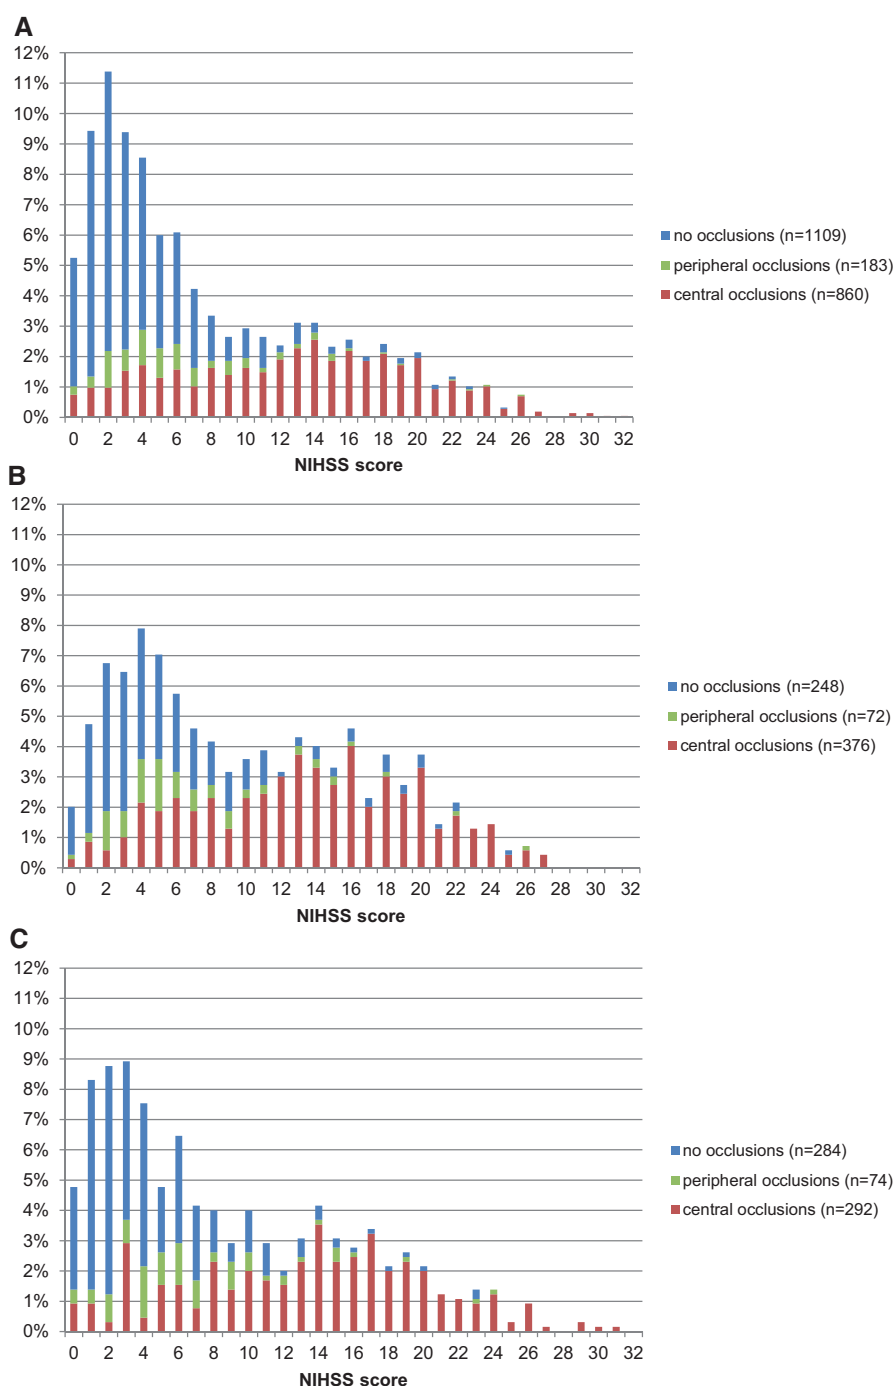 A
12%
11%
10%
9%
8%
7%
6%
5%
4%
3%
2%
1%
0%
0 2 4 6 8 10 12 14 16 18 20 22 24 26 28 30 32
NIHSS score
no occlusions (n=1109)
peripheral occlusions (n=183)
central occlusions (n=860)
B
12%
11%
10%
9%
8%
7%
6%
5%
4%
3%
2%
1%
0%
0 2 4 6 8 10 12 14 16 18 20 22 24 26 28 30 32
NIHSS score
no occlusions (n=248)
peripheral occlusions (n=72)
central occlusions (n=376)
C
12%
11%
10%
9%
8%
7%
6%
5%
4%
3%
2%
1%
0%
0 2 4 6 8 10 12 14 16 18 20 22 24 26 28 30 32
NIHSS score
no occlusions (n=284)
peripheral occlusions (n=74)
central occlusions (n=292)